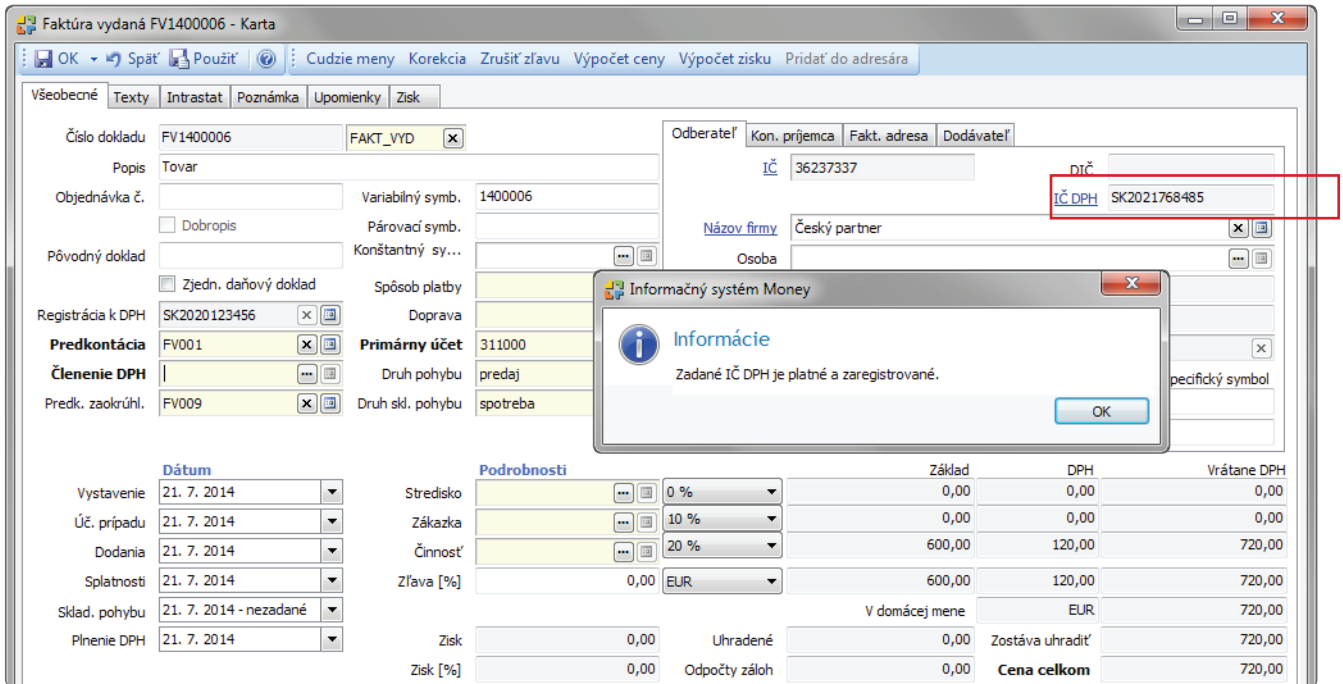 Faktúra vydaná FV1400006 - Karta
OK Späť Použiť Cudzie meny Korekcia Zrušiť zľavu Výpočet ceny Výpočet zisku Pridať do adresára
Všeobecné Texty Intrastat Poznámka Upomienky Zisk
Číslo dokladu FV1400006 FAKT_VYD
Popis Tovar
Objednávka č. Variabilný symb. 1400006
Dobropis Párovací symb.
Pôvodný doklad Konštantný sy...
Zjedn. daňový doklad Spôsob platby
Registrácia k DPH SK2020123456 Doprava
Predkontácia FV001 Primárny účet 311000
Členenie DPH Druh pohybu predaj
Predk. zaokrúhl. FV009 Druh skl. pohybu spotreba
Odberateľ Kon. príjemca Fakt. adresa Dodávateľ
IČ 36237337 DIČ
IČ DPH SK2021768485
Názov firmy Český partner
Osoba
Informačný systém Money
Informácie
Zadané IČ DPH je platné a zaregistrované.
OK
pecifický symbol
Dátum Podrobnosti Základ DPH Vrátane DPH
Vystavenie 21. 7. 2014 Stredisko 0 % 0,00 0,00 0,00
Úč. prípadu 21. 7. 2014 Zákazka 10 % 0,00 0,00 0,00
Dodania 21. 7. 2014 Činnosť 20 % 600,00 120,00 720,00
Splatnosti 21. 7. 2014 Zľava [%] 0,00 EUR 600,00 120,00 720,00
Sklad. pohybu 21. 7. 2014 - nezadané V domácej mene EUR 720,00
Plnenie DPH 21. 7. 2014 Zisk 0,00 Uhradené 0,00 Zostáva uhradiť 720,00
Zisk [%] 0,00 Odpočty záloh 0,00 Cena celkom 720,00